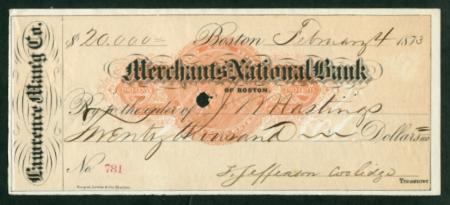 Lawrence Manfg Co.
$20,000= Boston February 4 1873
Merchants National Bank
OF BOSTON.
Pay to the order of J W Hastings
Twenty thousand Dollars
No 781
T. Jefferson Coolidge
Treasurer